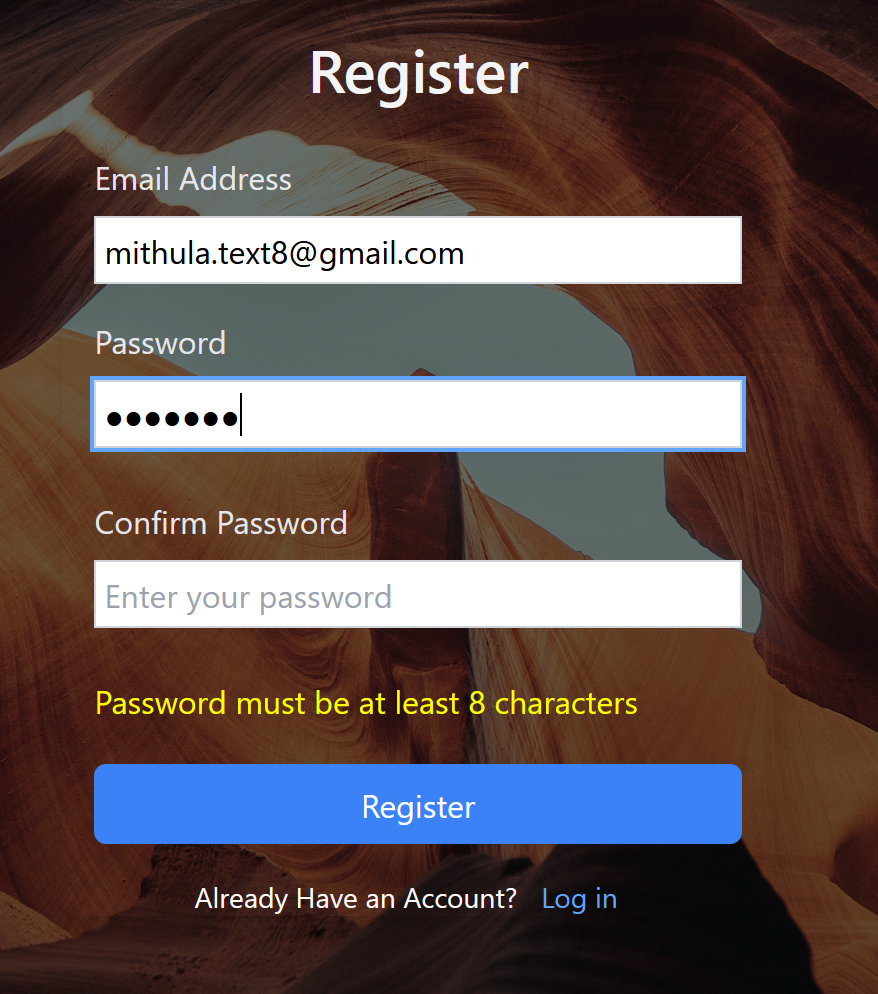 Register
Email Address
mithula.text8@gmail.com
Password
●●●●●●●
Confirm Password
Enter your password
Password must be at least 8 characters
Register
Already Have an Account? Log in